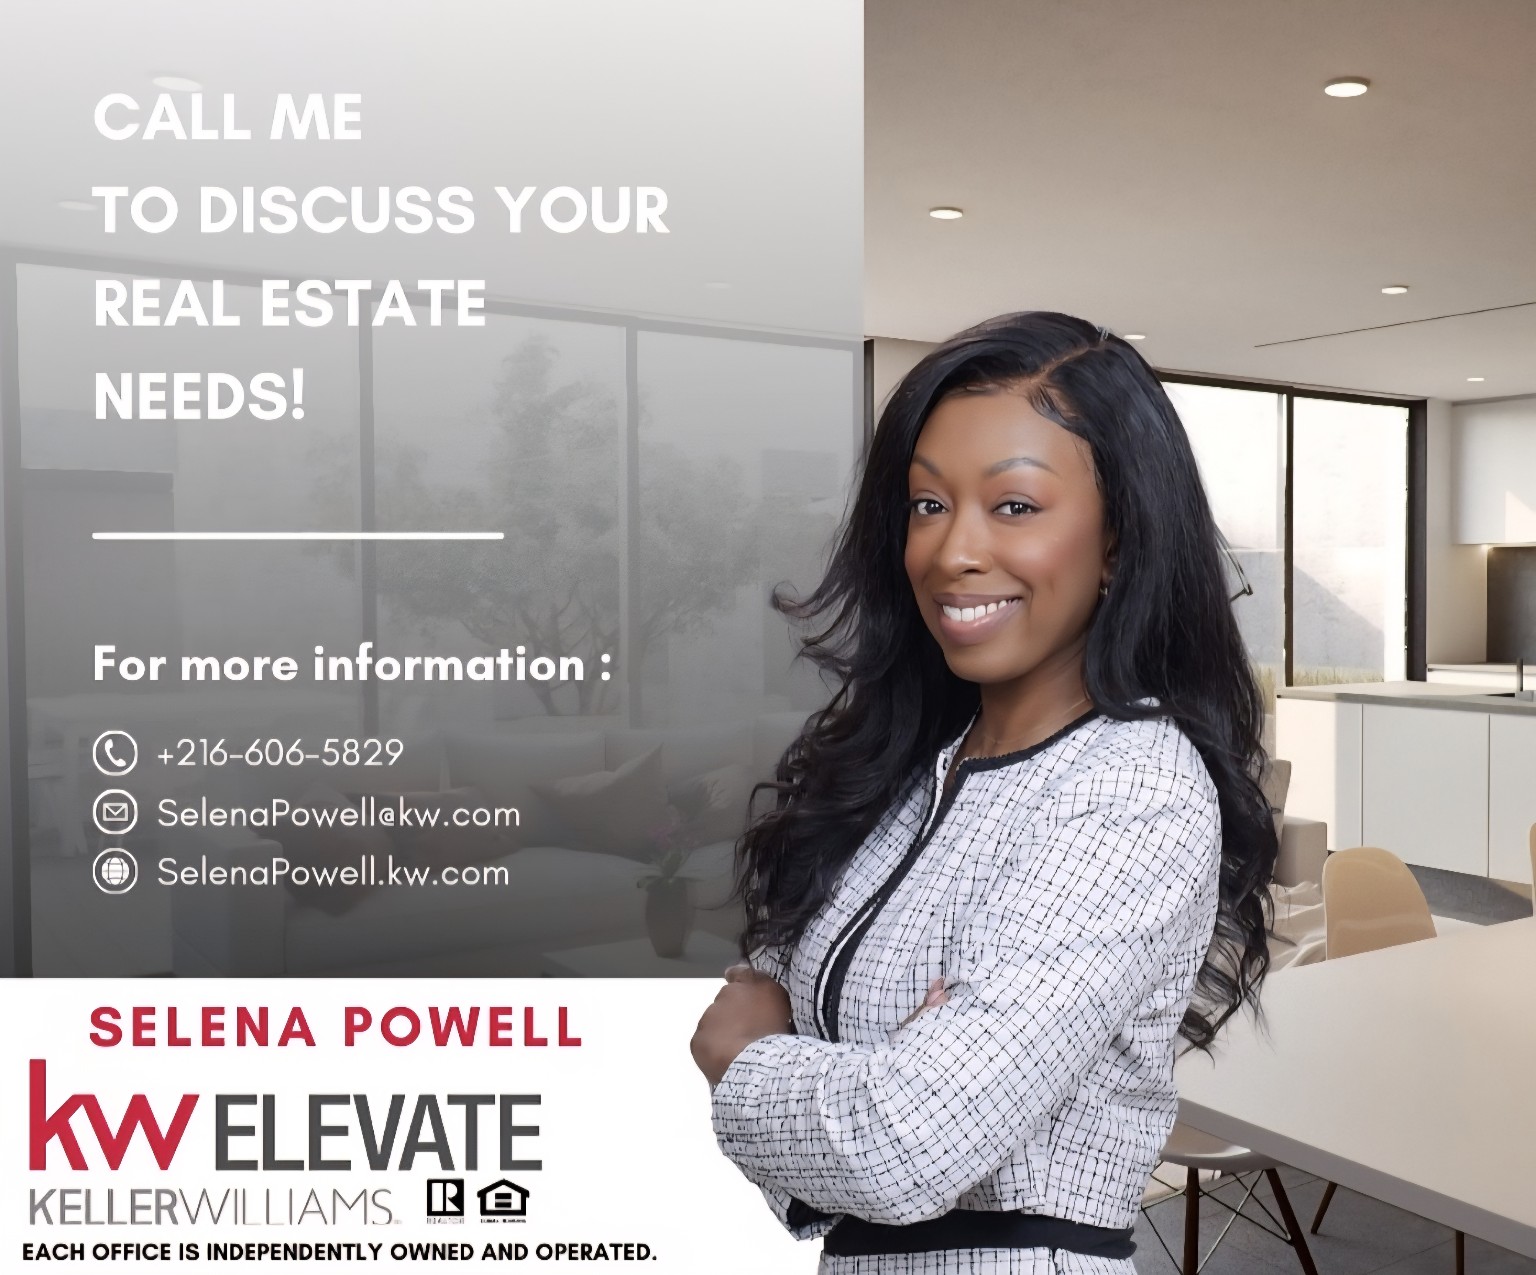 CALL ME
TO DISCUSS YOUR
REAL ESTATE
NEEDS!
For more information :
+216-606-5829
SelenaPowell@kw.com
SelenaPowell.kw.com
SELENA POWELL
kw ELEVATE
KELLERWILLIAMS.
R
EACH OFFICE IS INDEPENDENTLY OWNED AND OPERATED.